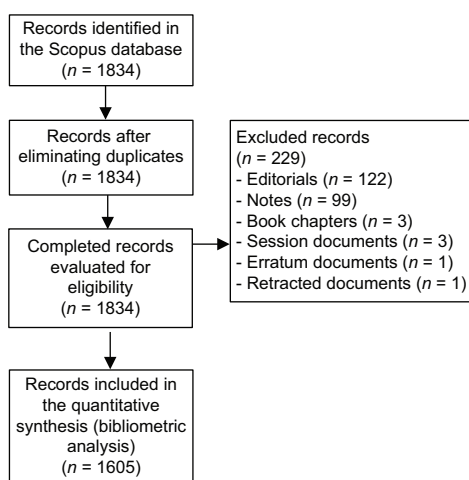 Records identified in
the Scopus database
(n = 1834)
Records after
eliminating duplicates
(n = 1834)
Completed records
evaluated for
eligibility
(n = 1834)
Excluded records
(n = 229)
- Editorials (n = 122)
- Notes (n = 99)
- Book chapters (n = 3)
- Session documents (n = 3)
- Erratum documents (n = 1)
- Retracted documents (n = 1)
Records included in
the quantitative
synthesis (bibliometric
analysis)
(n = 1605)